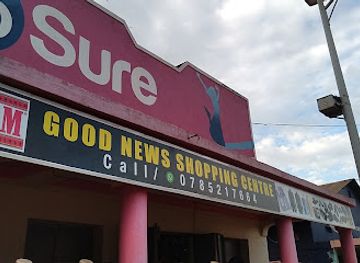 Sure
M
GOOD NEWS SHOPPING CENTRE
Call/ 0785217664